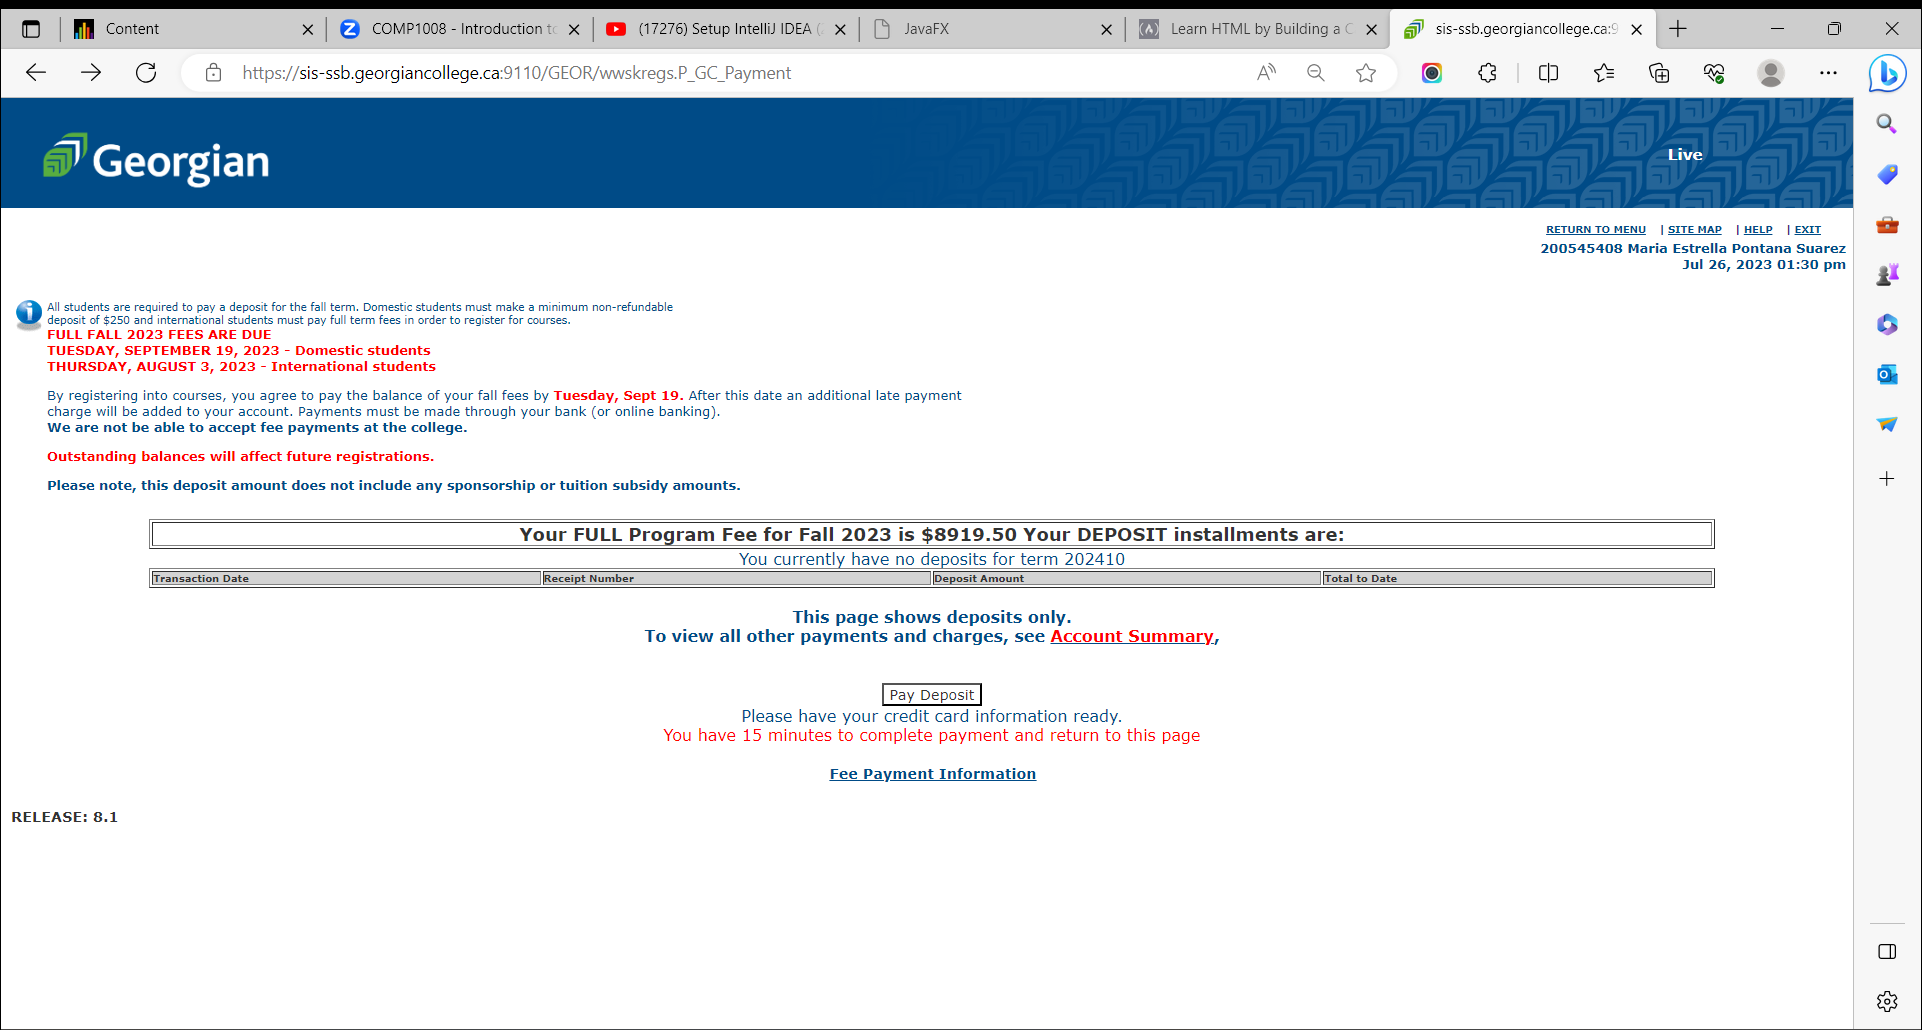 Content
COMP1008 - Introduction to
(17276) Setup IntelliJ IDEA (
JavaFX
Learn HTML by Building a C
sis-ssb.georgiancollege.ca:9
https://sis-ssb.georgiancollege.ca:9110/GEOR/wwskregs.P_GC_Payment
Georgian
Live
RETURN TO MENU | SITE MAP | HELP | EXIT
200545408 Maria Estrella Pontana Suarez
Jul 26, 2023 01:30 pm
All students are required to pay a deposit for the fall term. Domestic students must make a minimum non-refundable
deposit of $250 and international students must pay full term fees in order to register for courses.
FULL FALL 2023 FEES ARE DUE
TUESDAY, SEPTEMBER 19, 2023 - Domestic students
THURSDAY, AUGUST 3, 2023 - International students
By registering into courses, you agree to pay the balance of your fall fees by Tuesday, Sept 19. After this date an additional late payment
charge will be added to your account. Payments must be made through your bank (or online banking).
We are not be able to accept fee payments at the college.
Outstanding balances will affect future registrations.
Please note, this deposit amount does not include any sponsorship or tuition subsidy amounts.
Your FULL Program Fee for Fall 2023 is $8919.50 Your DEPOSIT installments are:
You currently have no deposits for term 202410
Transaction Date Receipt Number Deposit Amount Total to Date
This page shows deposits only.
To view all other payments and charges, see Account Summary,
Pay Deposit
Please have your credit card information ready.
You have 15 minutes to complete payment and return to this page
Fee Payment Information
RELEASE: 8.1